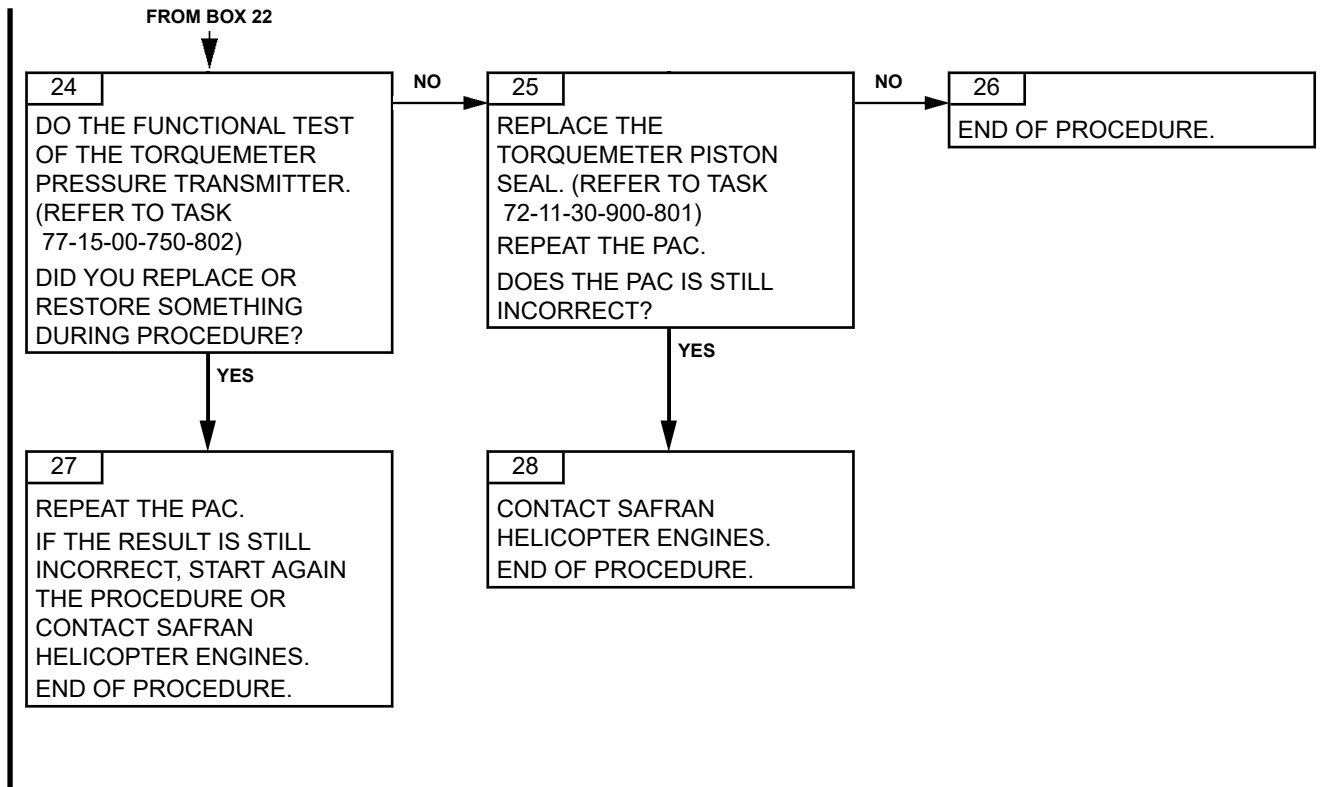 FROM BOX 22
24
DO THE FUNCTIONAL TEST
OF THE TORQUEMETER
PRESSURE TRANSMITTER.
(REFER TO TASK
77-15-00-750-802)
DID YOU REPLACE OR
RESTORE SOMETHING
DURING PROCEDURE?
NO
25
REPLACE THE
TORQUEMETER PISTON
SEAL. (REFER TO TASK
72-11-30-900-801)
REPEAT THE PAC.
DOES THE PAC IS STILL
INCORRECT?
NO
26
END OF PROCEDURE.
YES
YES
27
REPEAT THE PAC.
IF THE RESULT IS STILL
INCORRECT, START AGAIN
THE PROCEDURE OR
CONTACT SAFRAN
HELICOPTER ENGINES.
END OF PROCEDURE.
28
CONTACT SAFRAN
HELICOPTER ENGINES.
END OF PROCEDURE.